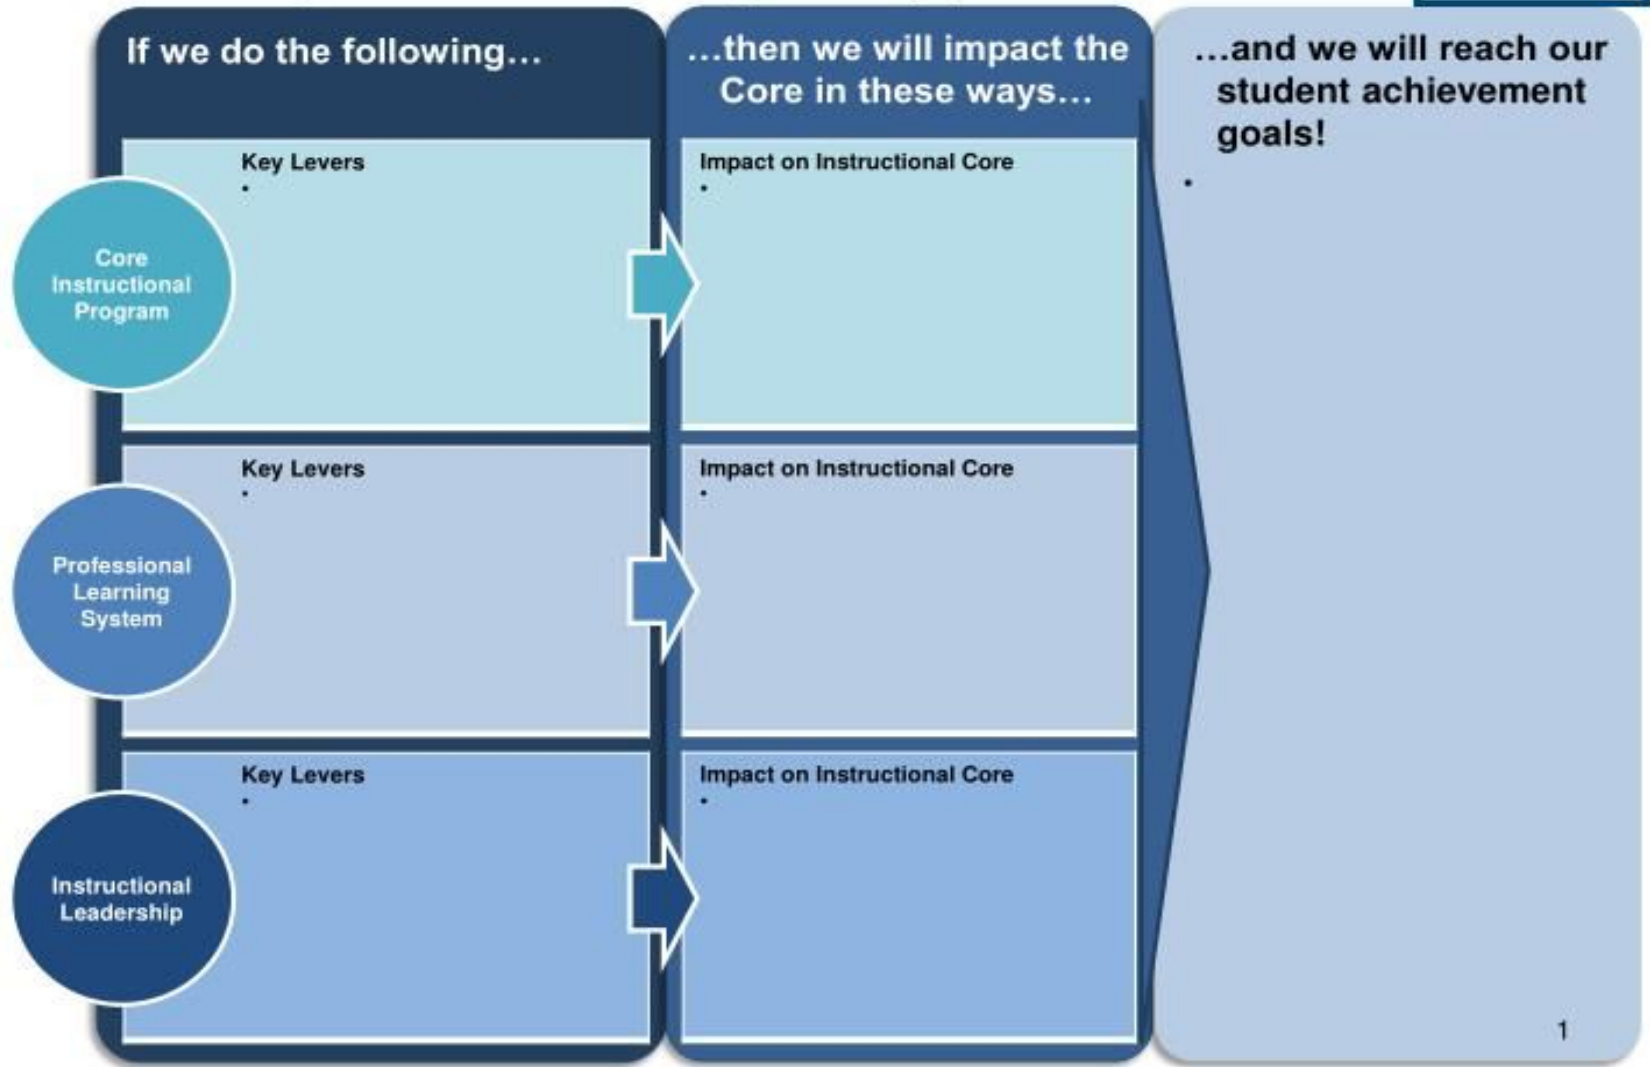 If we do the following…
…then we will impact the
Core in these ways…
…and we will reach our
student achievement
goals!
•
Core
Instructional
Program
Key Levers
•
Impact on Instructional Core
•
Professional
Learning
System
Key Levers
•
Impact on Instructional Core
•
Instructional
Leadership
Key Levers
•
Impact on Instructional Core
•
1